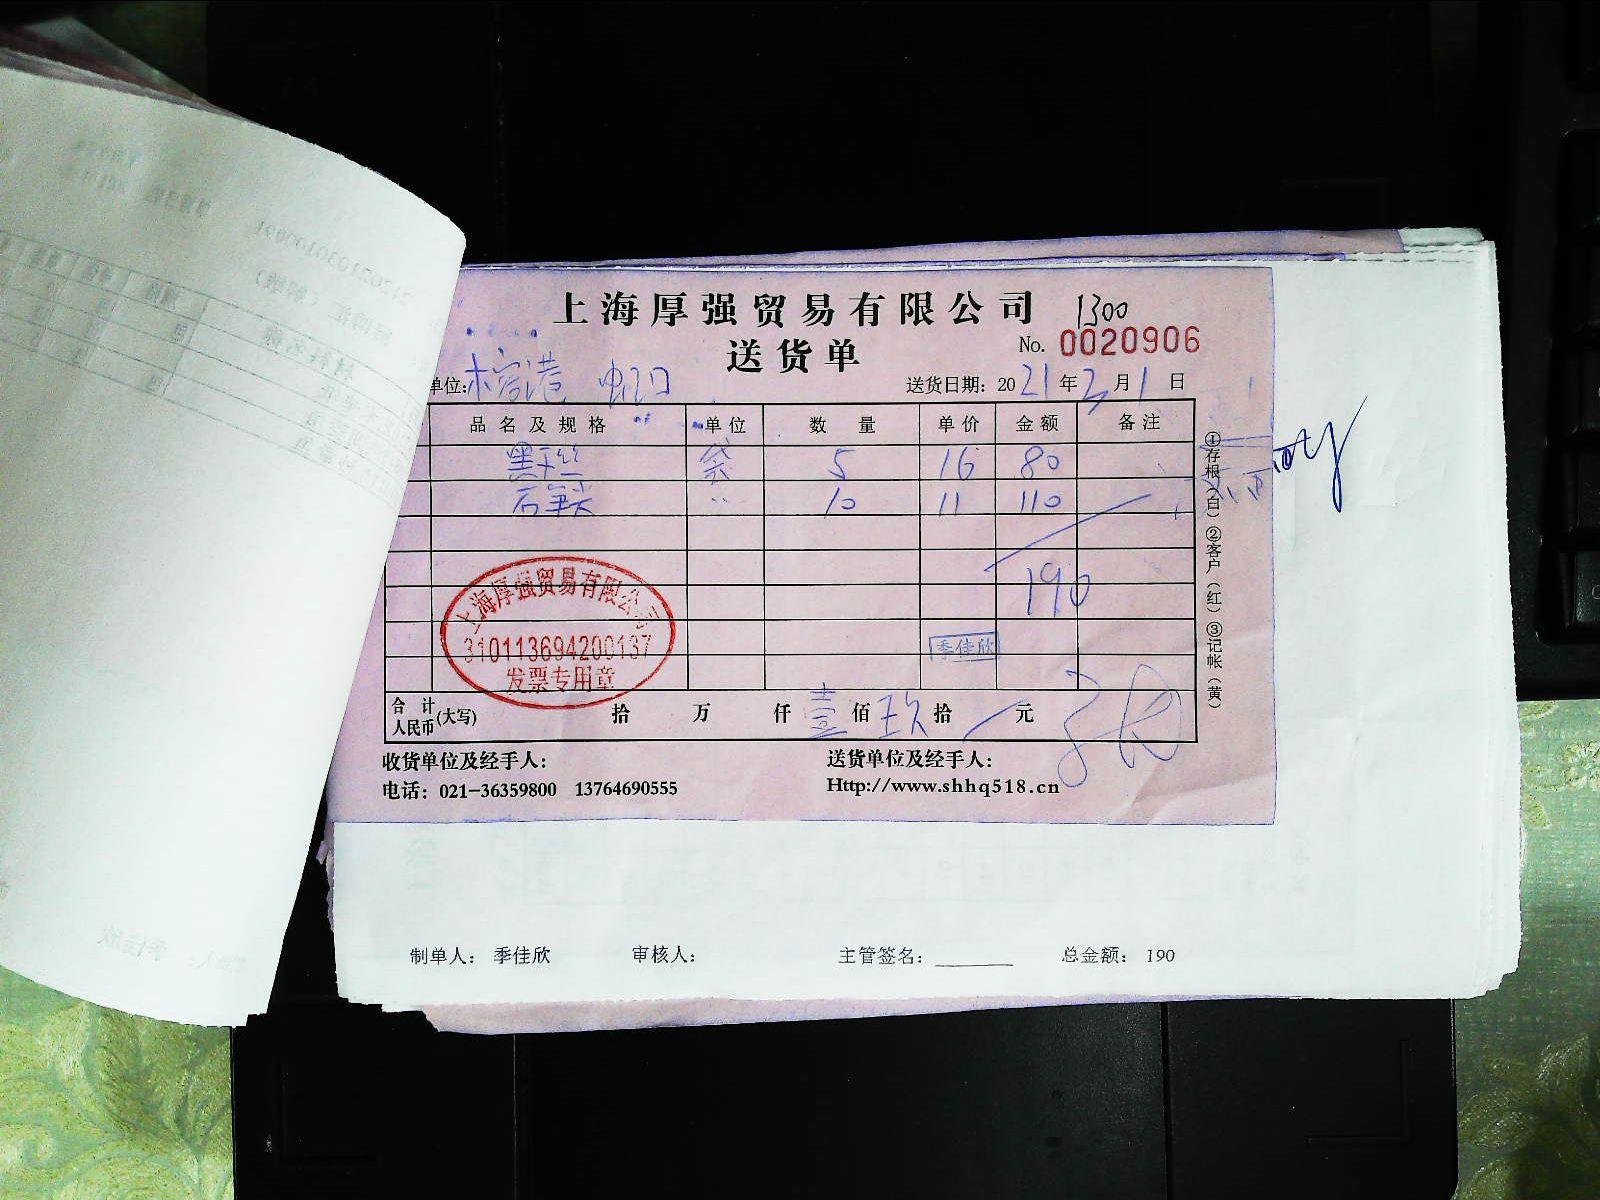 上海厚强贸易有限公司 1300
送货单 No. 0020906
单位: 榕港 虹口 送货日期: 2021年3月1日
品名及规格 单位 数量 单价 金额 备注
袋 5 16 80
石 〃 10 11 110
190
上海厚强贸易有限公司
310113694200137
发票专用章
季佳欣
合计人民币(大写) 拾 万 仟 壹 佰 玖 拾 元
①存根(白) ②客户(红) ③记帐(黄)
收货单位及经手人: 送货单位及经手人:
电话: 021-36359800 13764690555 Http://www.shhq518.cn
制单人: 季佳欣 审核人: 主管签名: 总金额: 190